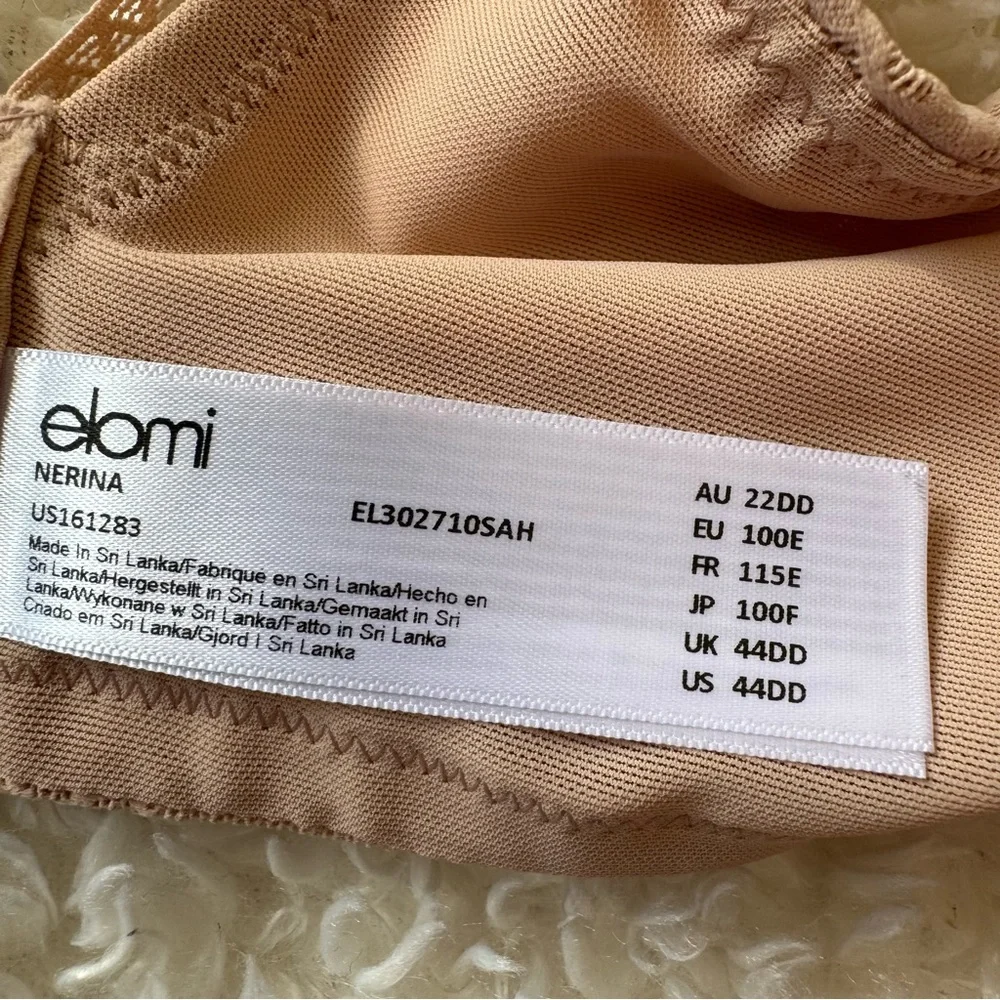 elomi
NERINA
US161283
EL302710SAH
Made In Sri Lanka/Fabrique en Sri Lanka/Hecho en
Sri Lanka/Hergestellt in Sri Lanka/Gemaakt in Sri
Lanka/Wykonane w Sri Lanka/Fatto in Sri Lanka
Criado em Sri Lanka/Gjord I Sri Lanka
AU 22DD
EU 100E
FR 115E
JP 100F
UK 44DD
US 44DD